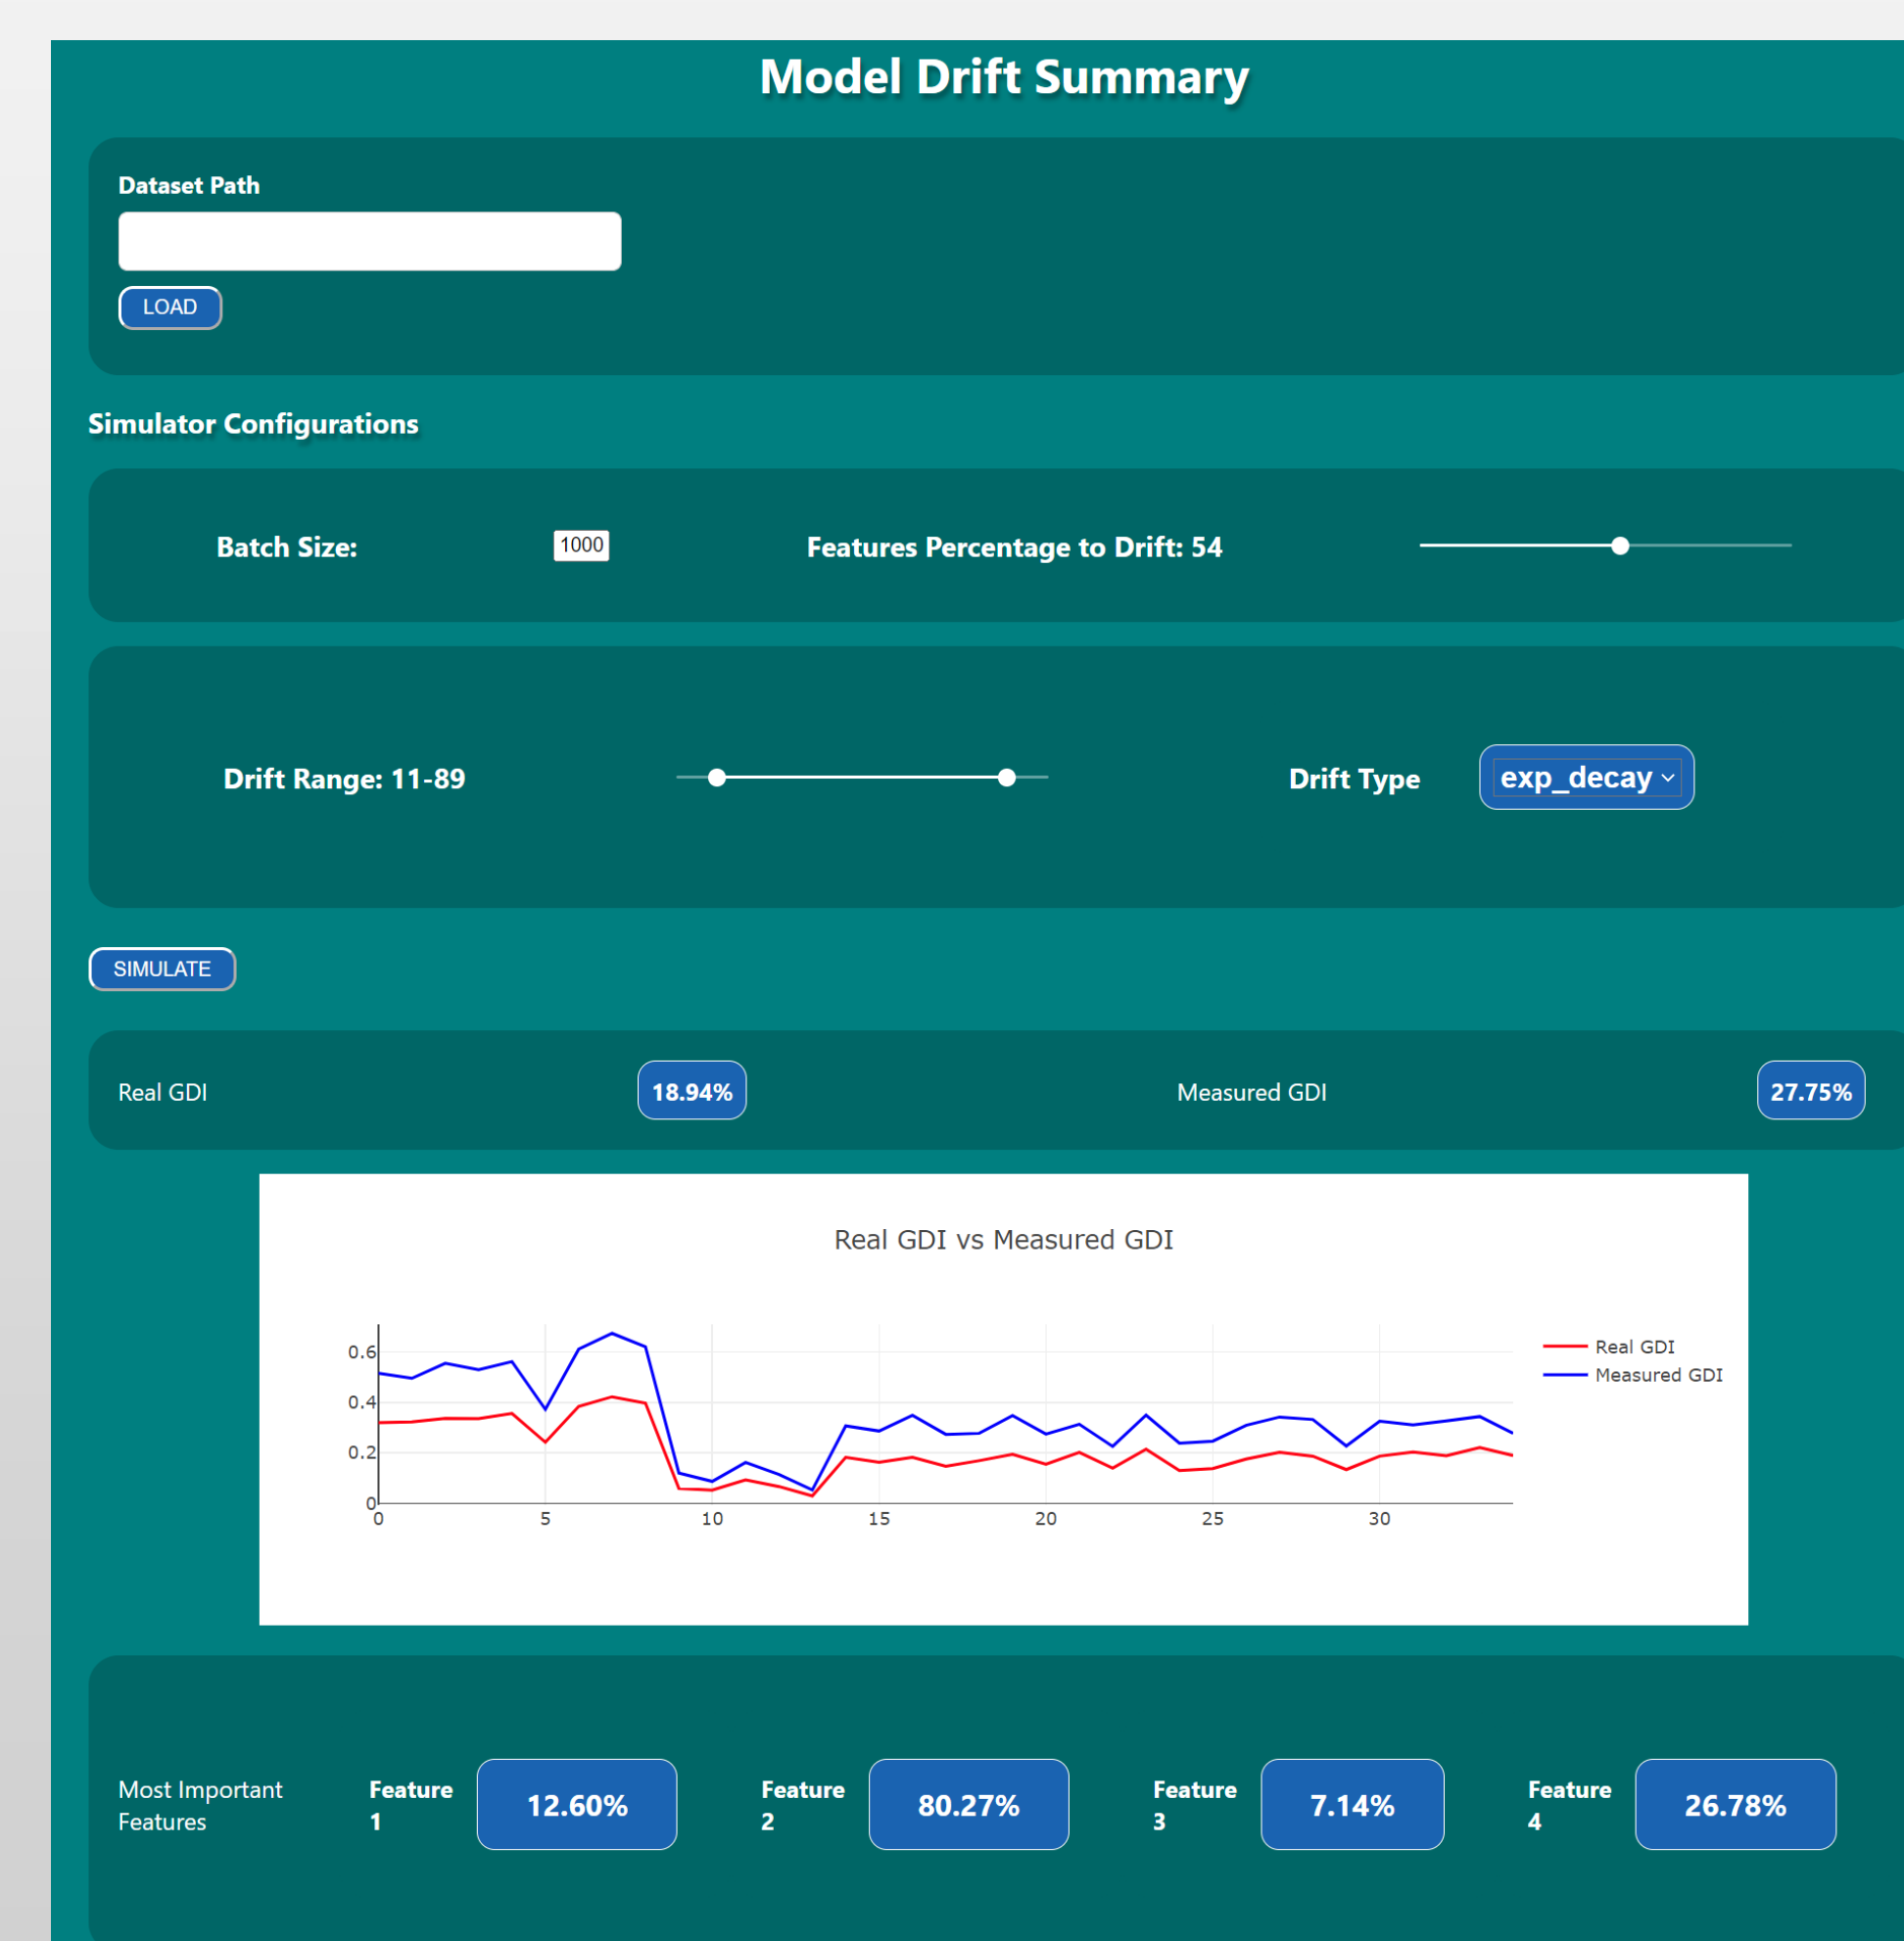 Model Drift Summary
Dataset Path
LOAD
Simulator Configurations
Batch Size: 1000 Features Percentage to Drift: 54
Drift Range: 11-89 Drift Type exp_decay
SIMULATE
Real GDI 18.94% Measured GDI 27.75%
Real GDI vs Measured GDI
Real GDI
Measured GDI
0.6
0.4
0.2
0
0 5 10 15 20 25 30
Most Important Features
Feature 1 12.60%
Feature 2 80.27%
Feature 3 7.14%
Feature 4 26.78%